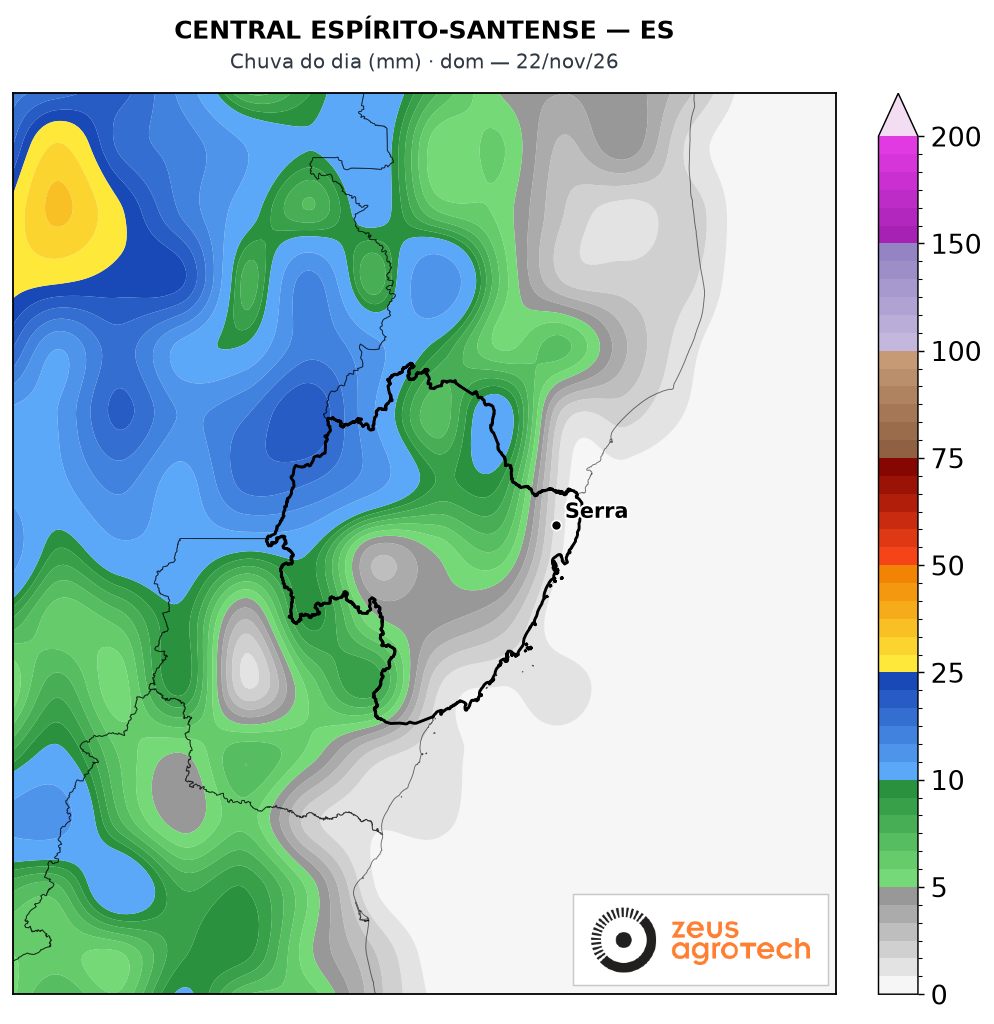 CENTRAL ESPÍRITO-SANTENSE — ES
Chuva do dia (mm) · dom — 22/nov/26
200
150
100
75
50
25
10
5
0
Serra
zeus
agrotech